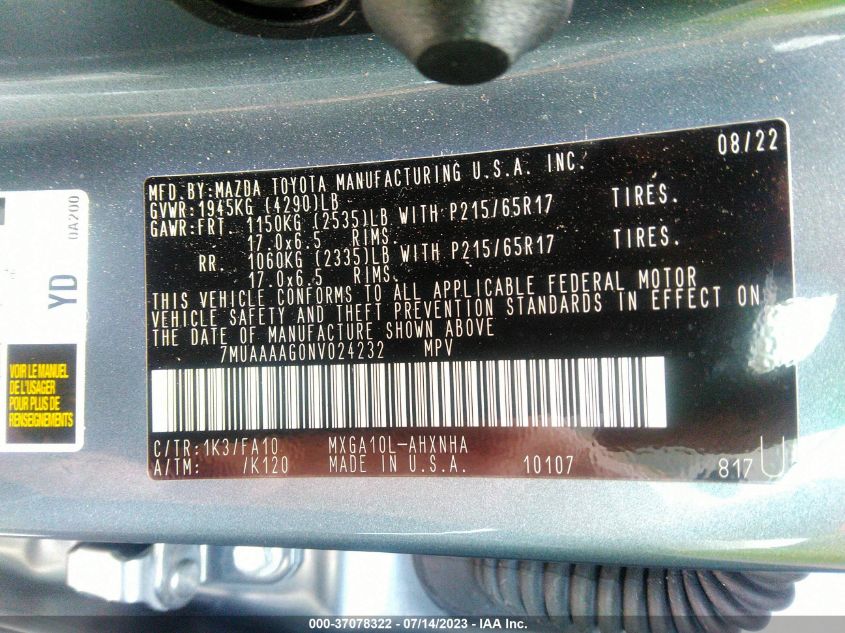 08/22
MFD.BY:MAZDA TOYOTA MANUFACTURING U.S.A. INC.
GVWR:1945KG (4290)LB
GAWR:FRT. 1150KG (2535)LB WITH P215/65R17 TIRES.
17.0x6.5 RIMS.
RR. 1060KG (2335)LB WITH P215/65R17 TIRES.
17.0x6.5 RIMS.
THIS VEHICLE CONFORMS TO ALL APPLICABLE FEDERAL MOTOR
VEHICLE SAFETY AND THEFT PREVENTION STANDARDS IN EFFECT ON
THE DATE OF MANUFACTURE SHOWN ABOVE
7MUAAAAG0NV024232 MPV
C/TR:1K3/FA10 MXGA10L-AHXNHA
A/TM: /K120 MADE IN U.S.A. 10107 817U
0A200
YD
VOIR LE MANUEL
DE L'USAGER
POUR PLUS DE
RENSEIGNEMENTS
000-37078322 - 07/14/2023 - IAA Inc.